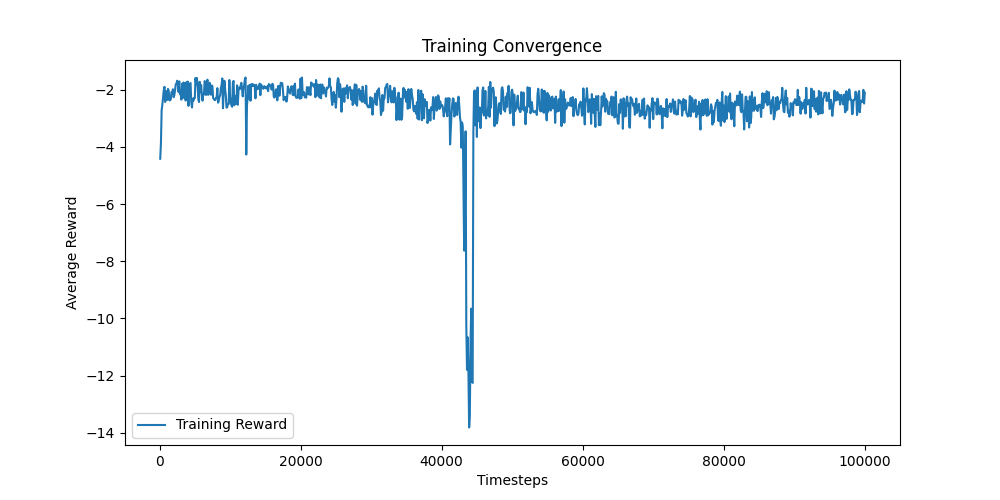 Training Convergence
Average Reward
−2
−4
−6
−8
−10
−12
−14
Training Reward
0 20000 40000 60000 80000 100000
Timesteps